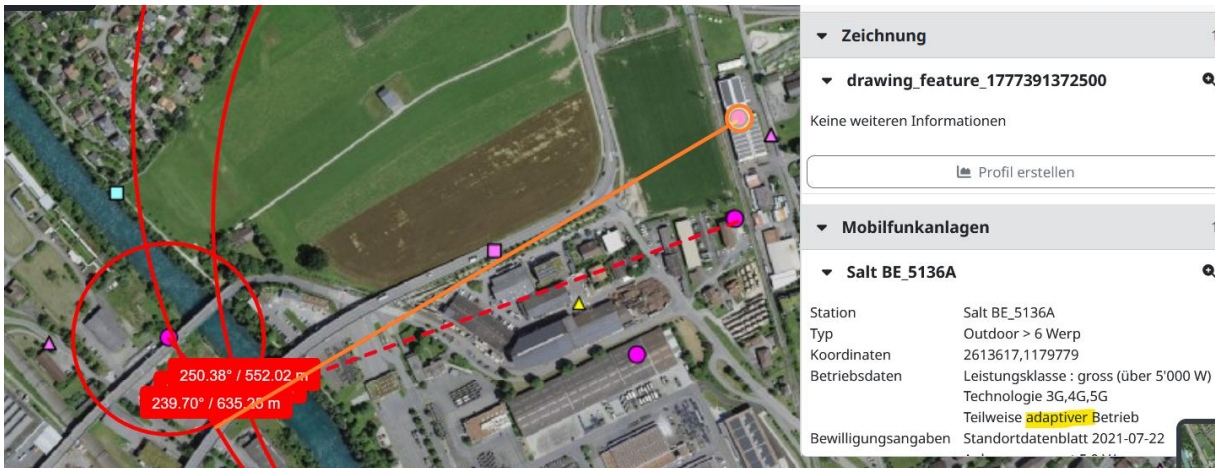 250.38° / 552.02 m
239.70° / 635.25 m
Zeichnung
drawing_feature_1777391372500
Keine weiteren Informationen
Profil erstellen
Mobilfunkanlagen
Salt BE_5136A
Station Salt BE_5136A
Typ Outdoor > 6 Werp
Koordinaten 2613617,1179779
Betriebsdaten Leistungsklasse : gross (über 5'000 W)
Technologie 3G,4G,5G
Teilweise adaptiver Betrieb
Bewilligungsangaben Standortdatenblatt 2021-07-22